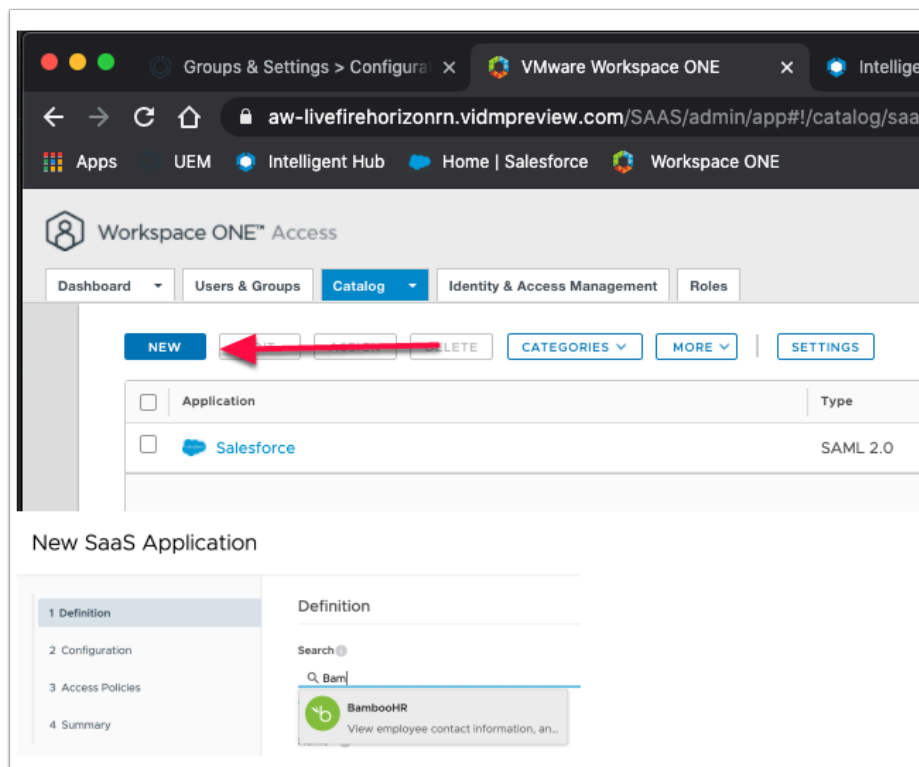 Groups & Settings > Configura
VMware Workspace ONE
Intellige
aw-livefirehorizonrn.vidmpreview.com/SAAS/admin/app#!/catalog/saa
Apps
UEM
Intelligent Hub
Home | Salesforce
Workspace ONE
Workspace ONE™ Access
Dashboard
Users & Groups
Catalog
Identity & Access Management
Roles
NEW
CATEGORIES
MORE
SETTINGS
Application
Type
Salesforce
SAML 2.0
New SaaS Application
1 Definition
2 Configuration
3 Access Policies
4 Summary
Definition
Search
Bam
BambooHR
View employee contact information, an...